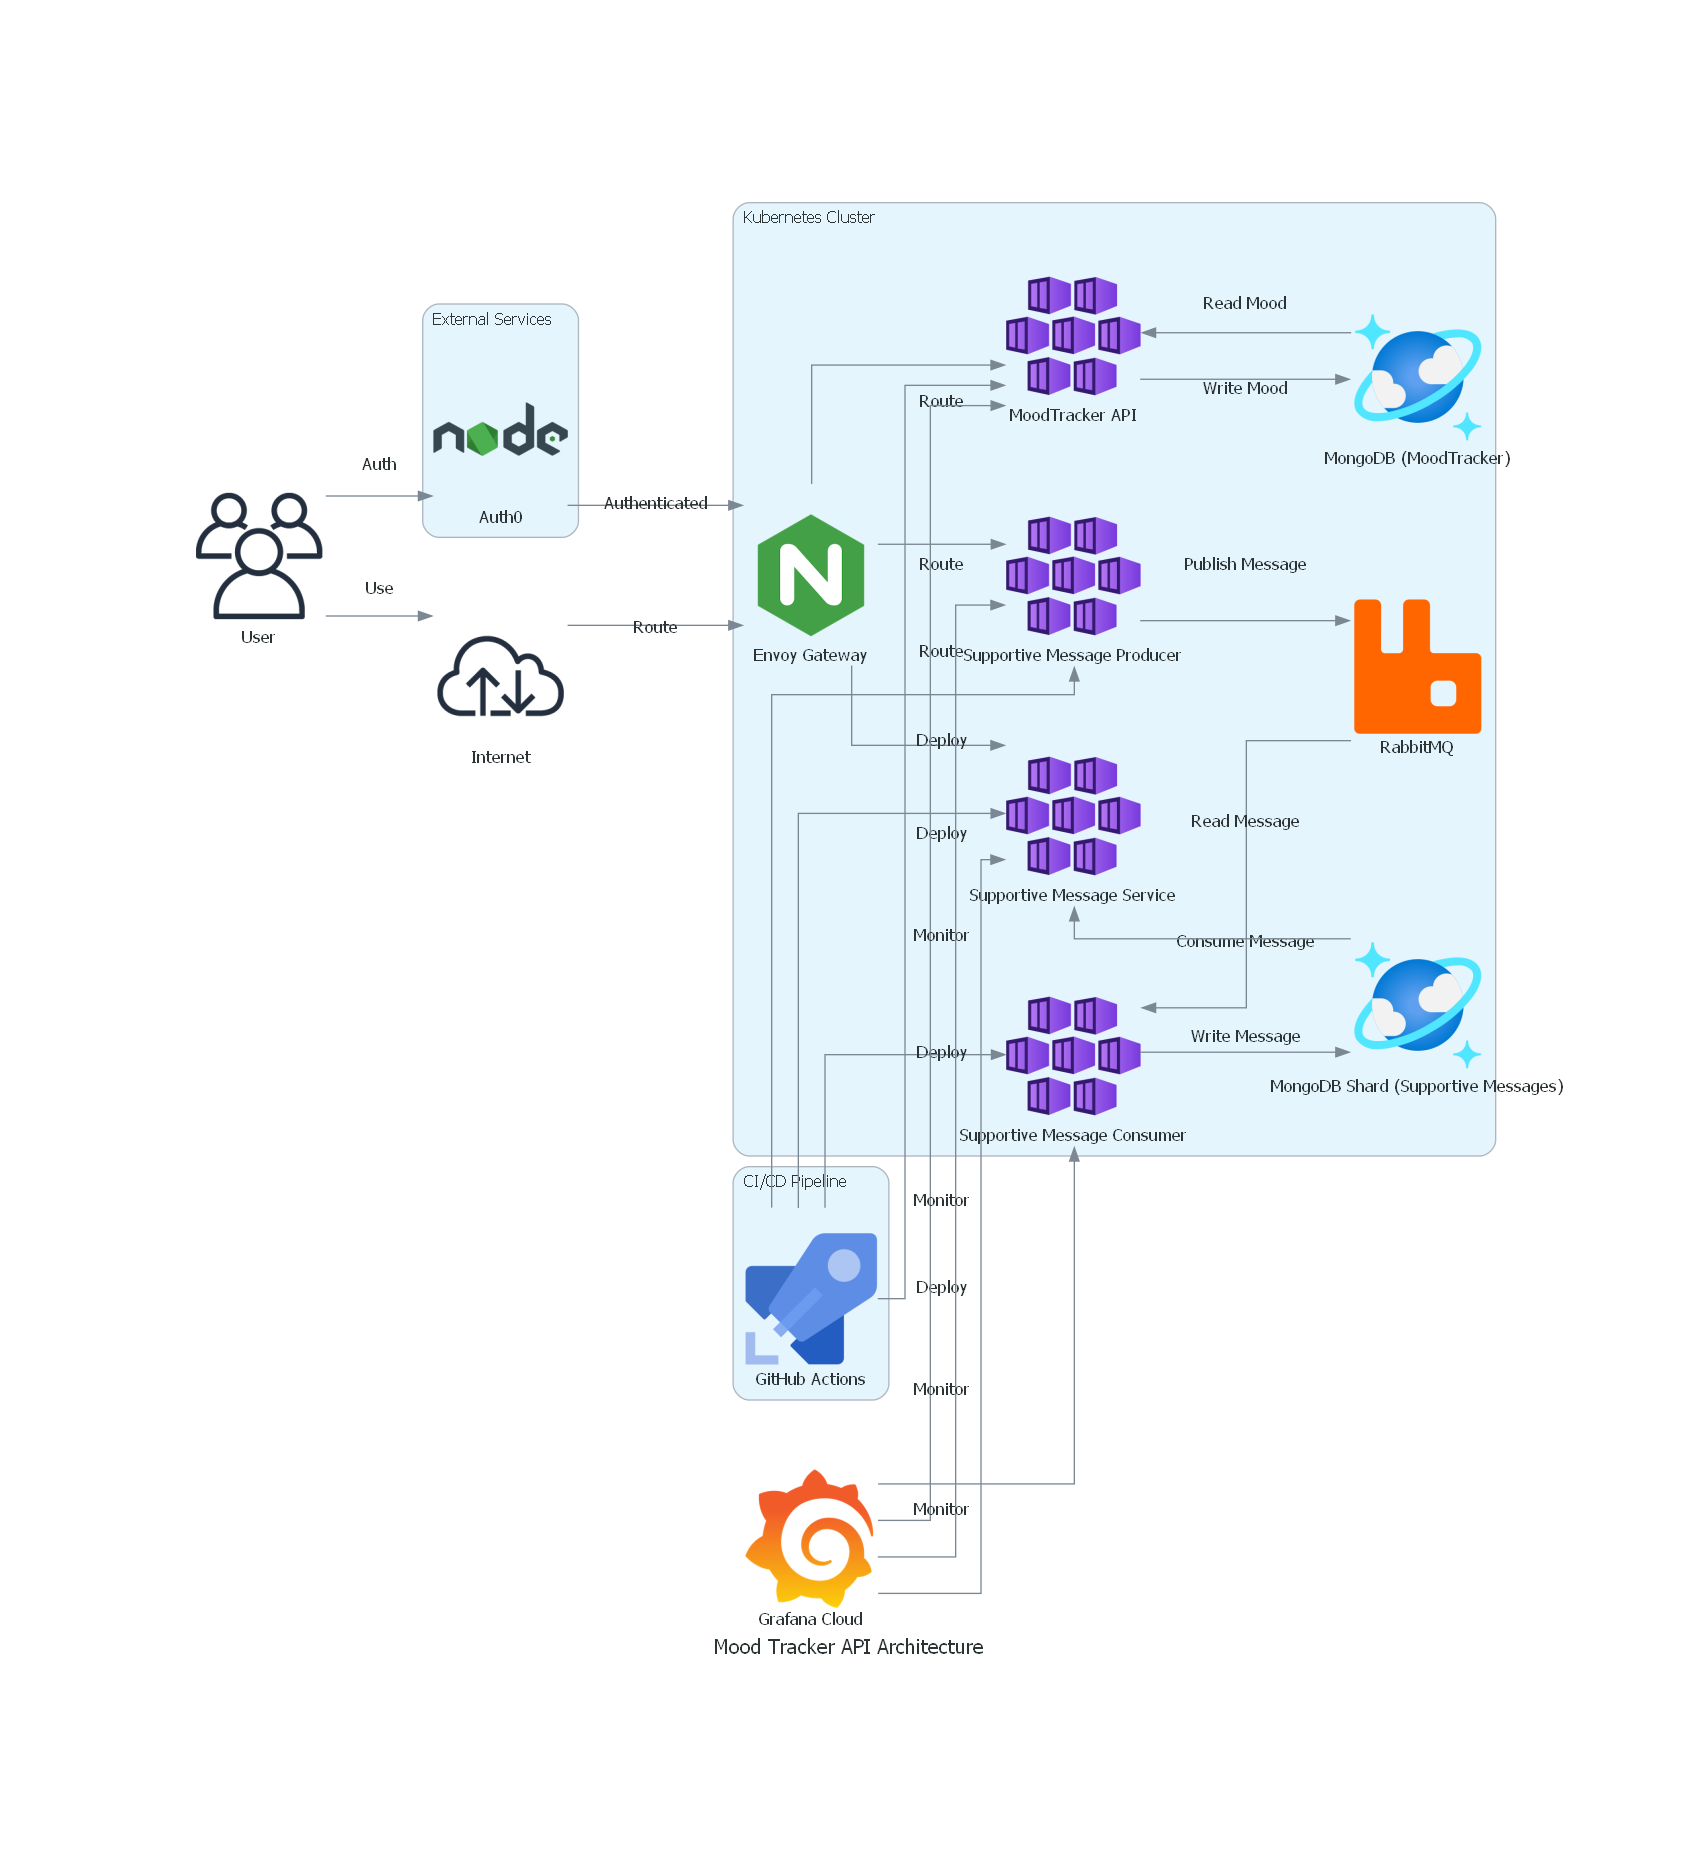 Kubernetes Cluster
External Services
Read Mood
Write Mood
Route
MoodTracker API
MongoDB (MoodTracker)
node
Auth
Auth0
Authenticated
Use
User
Route
Internet
N
Envoy Gateway
Route
Route
Supportive Message Producer
Publish Message
RabbitMQ
Deploy
Deploy
Read Message
Supportive Message Service
Monitor
Consume Message
Deploy
Write Message
MongoDB Shard (Supportive Messages)
Supportive Message Consumer
CI/CD Pipeline
Monitor
Deploy
GitHub Actions
Monitor
Monitor
Grafana Cloud
Mood Tracker API Architecture